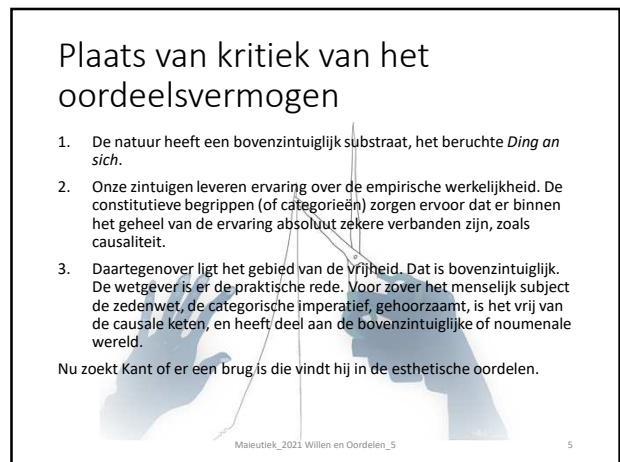 Plaats van kritiek van het
oordeelsvermogen
1. De natuur heeft een bovenzintuiglijk substraat, het beruchte Ding an
sich.
2. Onze zintuigen leveren ervaring over de empirische werkelijkheid. De
constitutieve begrippen (of categorieën) zorgen ervoor dat er binnen
het geheel van de ervaring absoluut zekere verbanden zijn, zoals
causaliteit.
3. Daartegenover ligt het gebied van de vrijheid. Dat is bovenzintuiglijk.
De wetgever is er de praktische rede. Voor zover het menselijk subject
de zedenwet, de categorische imperatief, gehoorzaamt, is het vrij van
de causale keten, en heeft deel aan de bovenzintuiglijke of noumenale
wereld.
Nu zoekt Kant of er een brug is die vindt hij in de esthetische oordelen.
Maieutiek_2021 Willen en Oordelen_5
5